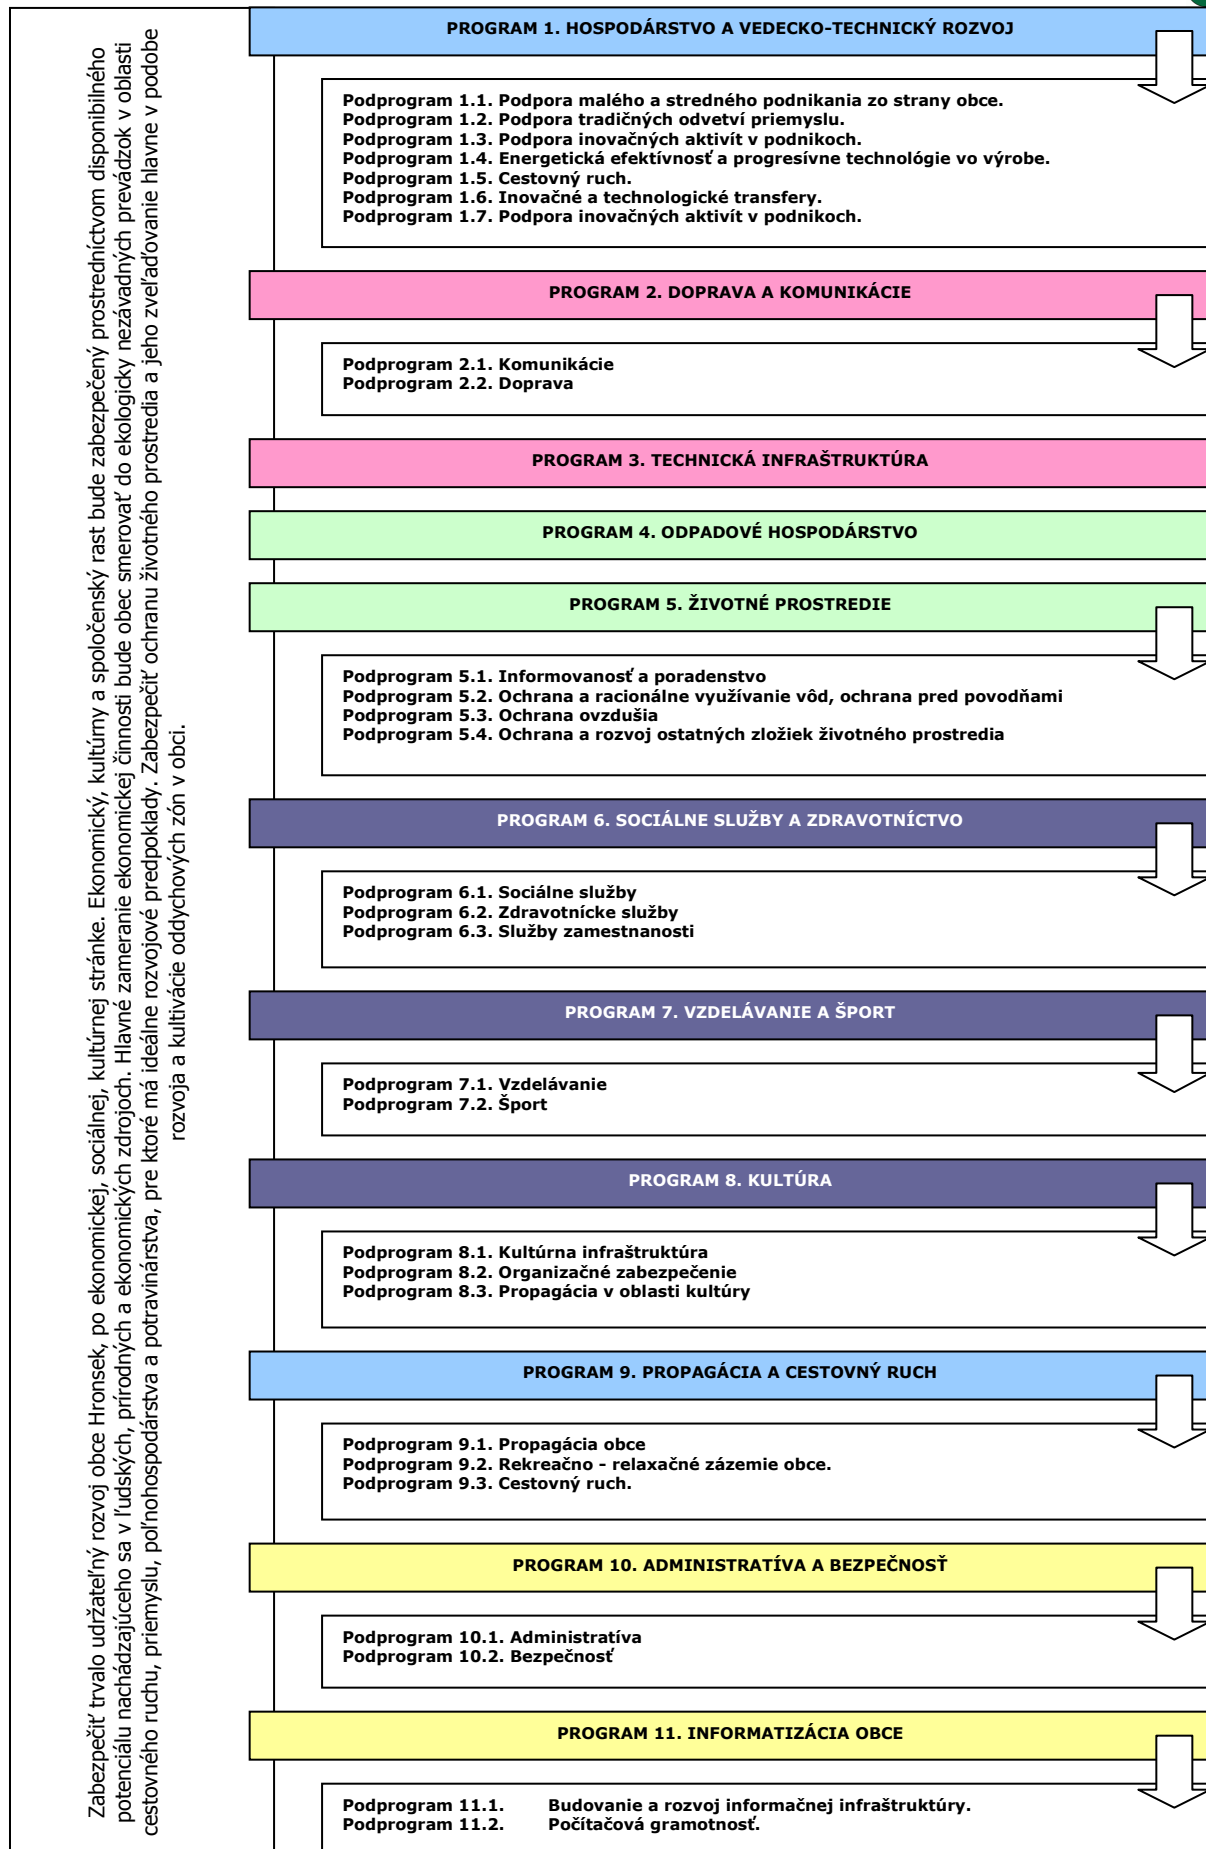 Zabezpečiť trvalo udržateľný rozvoj obce Hronsek, po ekonomickej, sociálnej, kultúrnej stránke. Ekonomický, kultúrny a spoločenský rast bude zabezpečený prostredníctvom disponibilného
potenciálu nachádzajúceho sa v ľudských, prírodných a ekonomických zdrojoch. Hlavné zameranie ekonomickej činnosti bude obec smerovať do ekologicky nezávadných prevádzok v oblasti
cestovného ruchu, priemyslu, poľnohospodárstva a potravinárstva, pre ktoré má ideálne rozvojové predpoklady. Zabezpečiť ochranu životného prostredia a jeho zveľaďovanie hlavne v podobe
rozvoja a kultivácie oddychových zón v obci.
PROGRAM 1. HOSPODÁRSTVO A VEDECKO-TECHNICKÝ ROZVOJ
Podprogram 1.1. Podpora malého a stredného podnikania zo strany obce.
Podprogram 1.2. Podpora tradičných odvetví priemyslu.
Podprogram 1.3. Podpora inovačných aktivít v podnikoch.
Podprogram 1.4. Energetická efektívnosť a progresívne technológie vo výrobe.
Podprogram 1.5. Cestovný ruch.
Podprogram 1.6. Inovačné a technologické transfery.
Podprogram 1.7. Podpora inovačných aktivít v podnikoch.
PROGRAM 2. DOPRAVA A KOMUNIKÁCIE
Podprogram 2.1. Komunikácie
Podprogram 2.2. Doprava
PROGRAM 3. TECHNICKÁ INFRAŠTRUKTÚRA
PROGRAM 4. ODPADOVÉ HOSPODÁRSTVO
PROGRAM 5. ŽIVOTNÉ PROSTREDIE
Podprogram 5.1. Informovanosť a poradenstvo
Podprogram 5.2. Ochrana a racionálne využívanie vôd, ochrana pred povodňami
Podprogram 5.3. Ochrana ovzdušia
Podprogram 5.4. Ochrana a rozvoj ostatných zložiek životného prostredia
PROGRAM 6. SOCIÁLNE SLUŽBY A ZDRAVOTNÍCTVO
Podprogram 6.1. Sociálne služby
Podprogram 6.2. Zdravotnícke služby
Podprogram 6.3. Služby zamestnanosti
PROGRAM 7. VZDELÁVANIE A ŠPORT
Podprogram 7.1. Vzdelávanie
Podprogram 7.2. Šport
PROGRAM 8. KULTÚRA
Podprogram 8.1. Kultúrna infraštruktúra
Podprogram 8.2. Organizačné zabezpečenie
Podprogram 8.3. Propagácia v oblasti kultúry
PROGRAM 9. PROPAGÁCIA A CESTOVNÝ RUCH
Podprogram 9.1. Propagácia obce
Podprogram 9.2. Rekreačno - relaxačné zázemie obce.
Podprogram 9.3. Cestovný ruch.
PROGRAM 10. ADMINISTRATÍVA A BEZPEČNOSŤ
Podprogram 10.1. Administratíva
Podprogram 10.2. Bezpečnosť
PROGRAM 11. INFORMATIZÁCIA OBCE
Podprogram 11.1. Budovanie a rozvoj informačnej infraštruktúry.
Podprogram 11.2. Počítačová gramotnosť.